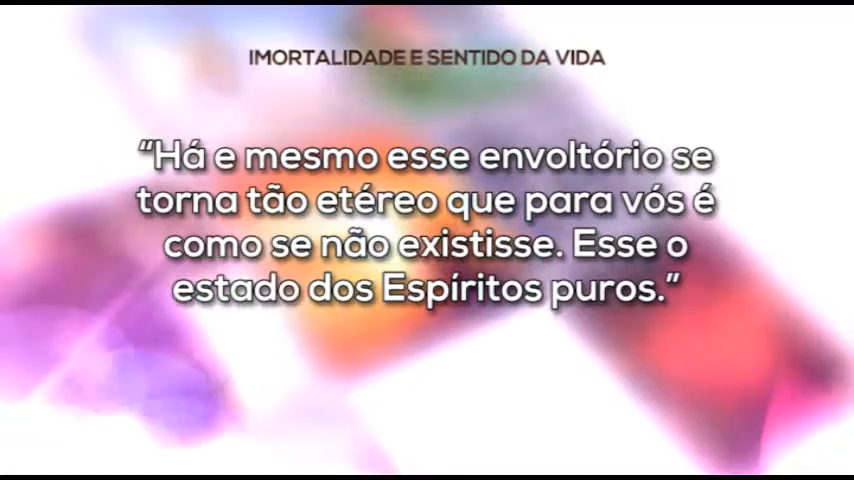 IMORTALIDADE E SENTIDO DA VIDA
“Há e mesmo esse envoltório se
torna tão etéreo que para vós é
como se não existisse. Esse o
estado dos Espíritos puros.”